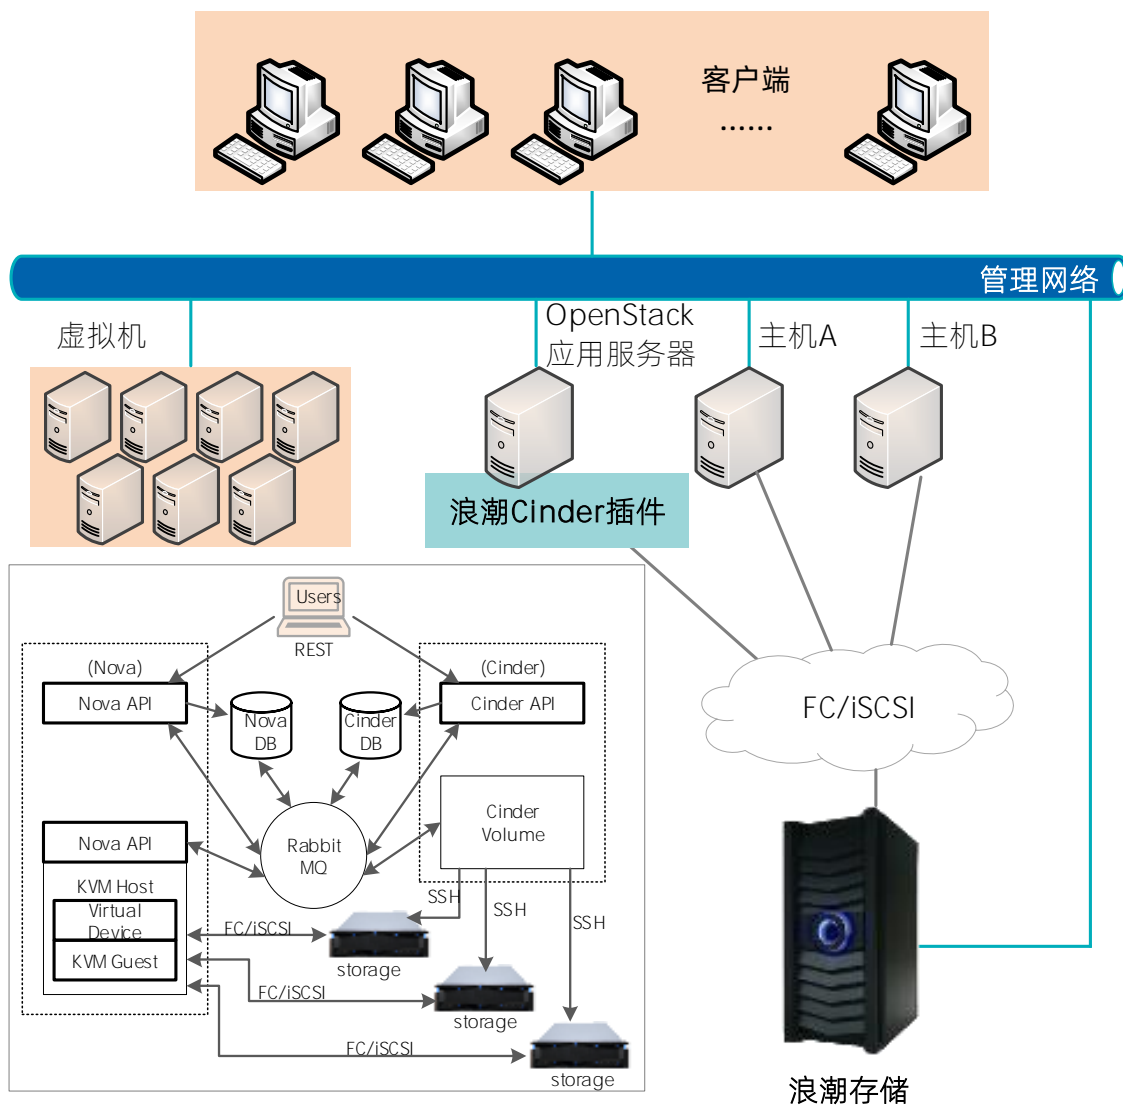 客户端
......
管理网络
虚拟机
OpenStack
应用服务器
主机A
主机B
浪潮Cinder插件
Users
REST
(Nova)
(Cinder)
Nova API
Cinder API
Nova
DB
Cinder
DB
Cinder
Volume
Nova API
Rabbit
MQ
KVM Host
Virtual
Device
KVM Guest
SSH
SSH
SSH
FC/iSCSI
storage
FC/iSCSI
storage
FC/iSCSI
storage
FC/iSCSI
浪潮存储